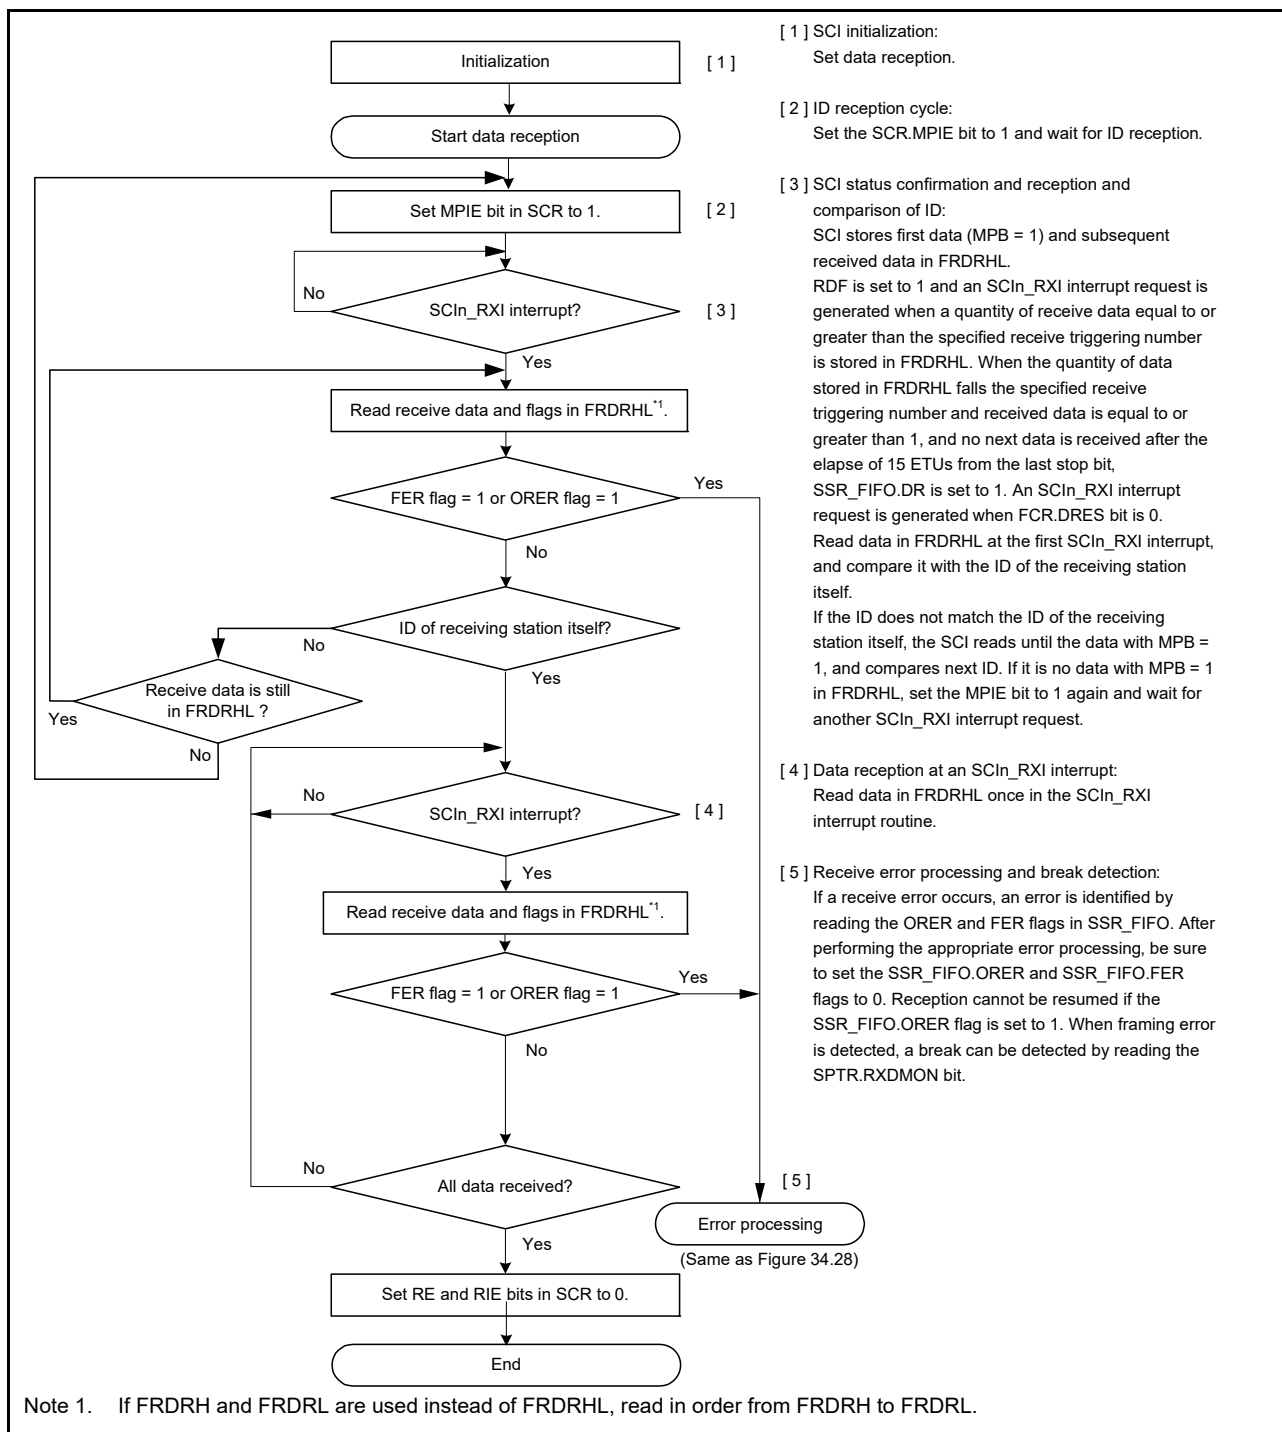 Initialization
[ 1 ]
Start data reception
Set MPIE bit in SCR to 1.
[ 2 ]
No
SCIn_RXI interrupt?
[ 3 ]
Yes
Read receive data and flags in FRDRHL*1.
FER flag = 1 or ORER flag = 1
Yes
No
ID of receiving station itself?
No
Yes
Receive data is still
in FRDRHL ?
Yes
No
No
SCIn_RXI interrupt?
[ 4 ]
Yes
Read receive data and flags in FRDRHL*1.
FER flag = 1 or ORER flag = 1
Yes
No
No
All data received?
[ 5 ]
Error processing
(Same as Figure 34.28)
Yes
Set RE and RIE bits in SCR to 0.
End
[ 1 ] SCI initialization:
Set data reception.
[ 2 ] ID reception cycle:
Set the SCR.MPIE bit to 1 and wait for ID reception.
[ 3 ] SCI status confirmation and reception and
comparison of ID:
SCI stores first data (MPB = 1) and subsequent
received data in FRDRHL.
RDF is set to 1 and an SCIn_RXI interrupt request is
generated when a quantity of receive data equal to or
greater than the specified receive triggering number
is stored in FRDRHL. When the quantity of data
stored in FRDRHL falls the specified receive
triggering number and received data is equal to or
greater than 1, and no next data is received after the
elapse of 15 ETUs from the last stop bit,
SSR_FIFO.DR is set to 1. An SCIn_RXI interrupt
request is generated when FCR.DRES bit is 0.
Read data in FRDRHL at the first SCIn_RXI interrupt,
and compare it with the ID of the receiving station
itself.
If the ID does not match the ID of the receiving
station itself, the SCI reads until the data with MPB =
1, and compares next ID. If it is no data with MPB = 1
in FRDRHL, set the MPIE bit to 1 again and wait for
another SCIn_RXI interrupt request.
[ 4 ] Data reception at an SCIn_RXI interrupt:
Read data in FRDRHL once in the SCIn_RXI
interrupt routine.
[ 5 ] Receive error processing and break detection:
If a receive error occurs, an error is identified by
reading the ORER and FER flags in SSR_FIFO. After
performing the appropriate error processing, be sure
to set the SSR_FIFO.ORER and SSR_FIFO.FER
flags to 0. Reception cannot be resumed if the
SSR_FIFO.ORER flag is set to 1. When framing error
is detected, a break can be detected by reading the
SPTR.RXDMON bit.
Note 1. If FRDRH and FRDRL are used instead of FRDRHL, read in order from FRDRH to FRDRL.